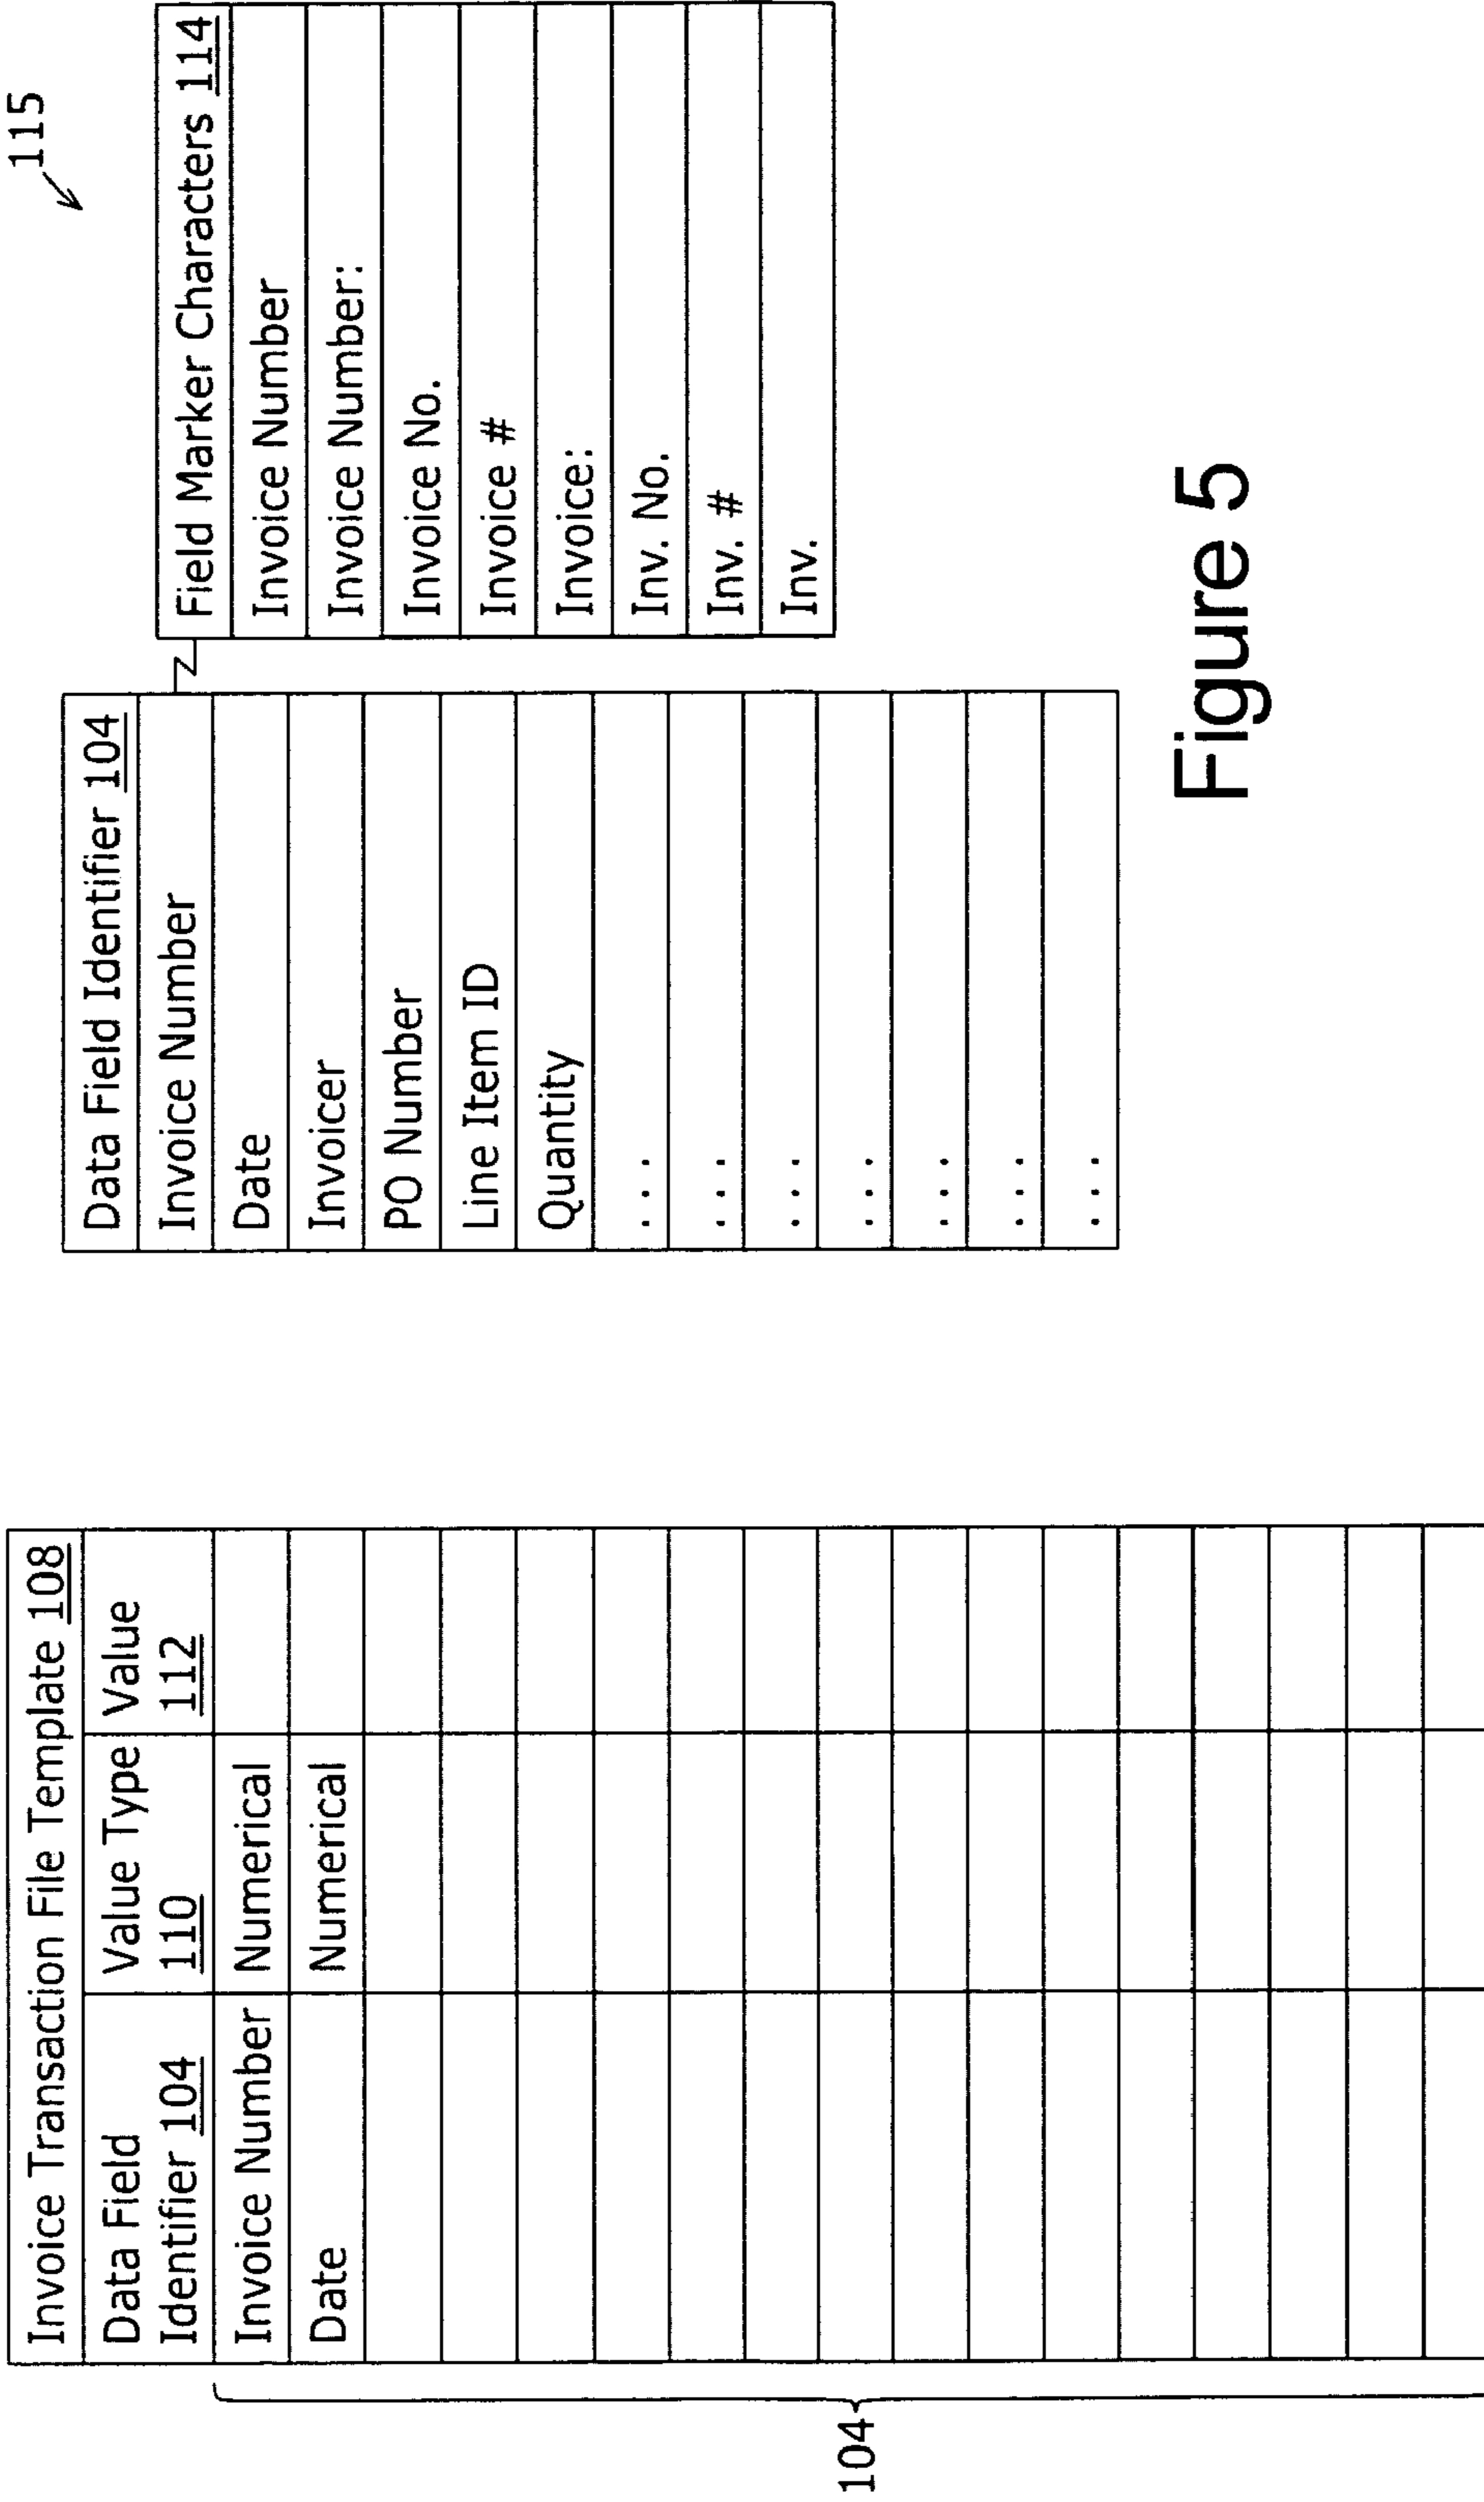 Invoice Transaction File Template 108
Data Field Identifier 104
Value Type 110
Value 112
Invoice Number Numerical
Date Numerical
104
115
Data Field Identifier 104
Invoice Number
Date
Invoicer
PO Number
Line Item ID
Quantity
. . .
. . .
. . .
. . .
. . .
. . .
. . .
Field Marker Characters 114
Invoice Number
Invoice Number:
Invoice No.
Invoice #
Invoice:
Inv. No.
Inv. #
Inv.
Figure 5